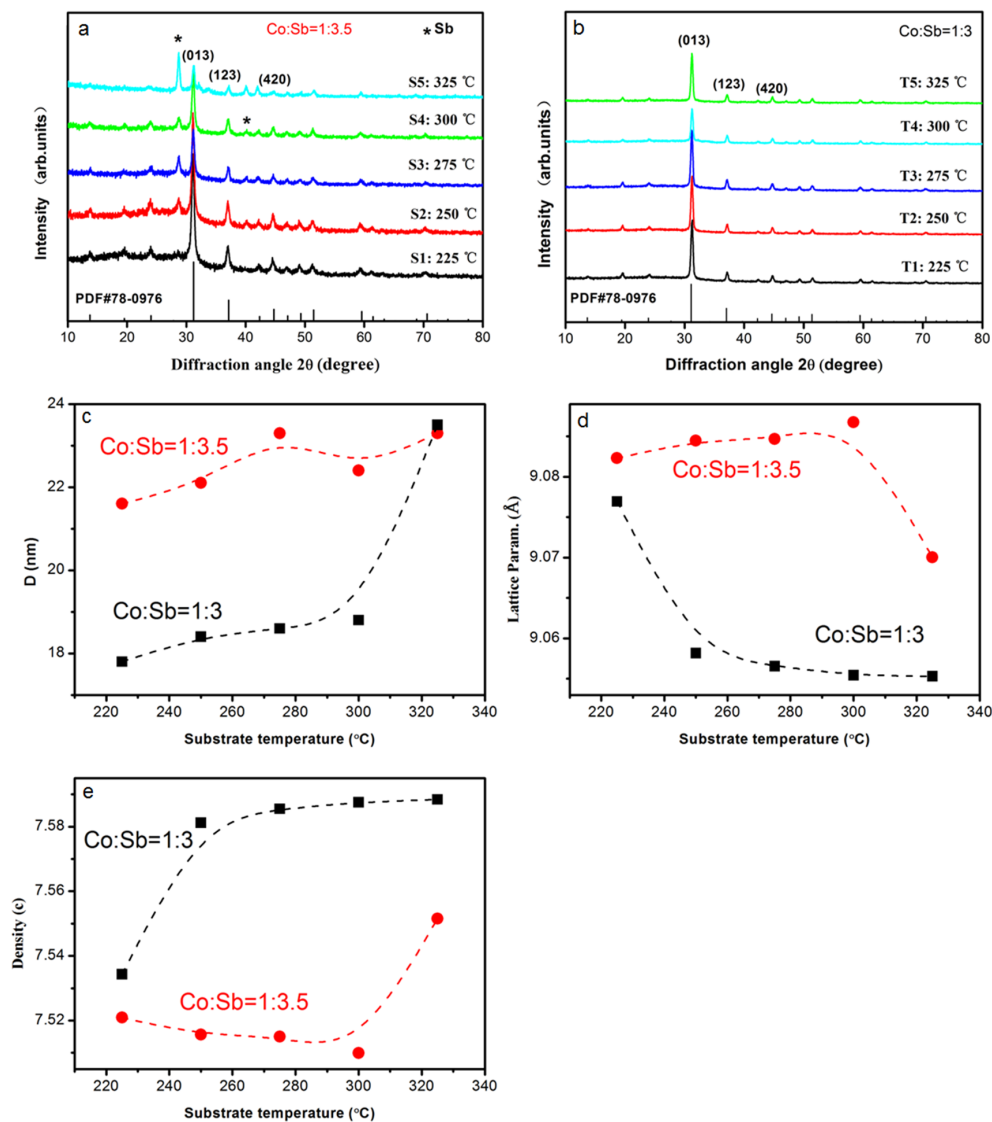 a
Co:Sb=1:3.5
*Sb
*
(013)
(123)
(420)
S5: 325 ℃
S4: 300 ℃
*
S3: 275 ℃
S2: 250 ℃
S1: 225 ℃
PDF#78-0976
Intensity (arb.units)
10 20 30 40 50 60 70 80
Diffraction angle 2θ (degree)
b
Co:Sb=1:3
(013)
(123)
(420)
T5: 325 ℃
T4: 300 ℃
T3: 275 ℃
T2: 250 ℃
T1: 225 ℃
PDF#78-0976
Intensity (arb.units)
10 20 30 40 50 60 70 80
Diffraction angle 2θ (degree)
c
Co:Sb=1:3.5
Co:Sb=1:3
24
22
20
18
D (nm)
220 240 260 280 300 320 340
Substrate temperature (°C)
d
Co:Sb=1:3.5
Co:Sb=1:3
9.08
9.07
9.06
Lattice Param. (Å)
220 240 260 280 300 320 340
Substrate temperature (°C)
e
Co:Sb=1:3
Co:Sb=1:3.5
7.58
7.56
7.54
7.52
Density (c)
220 240 260 280 300 320 340
Substrate temperature (°C)